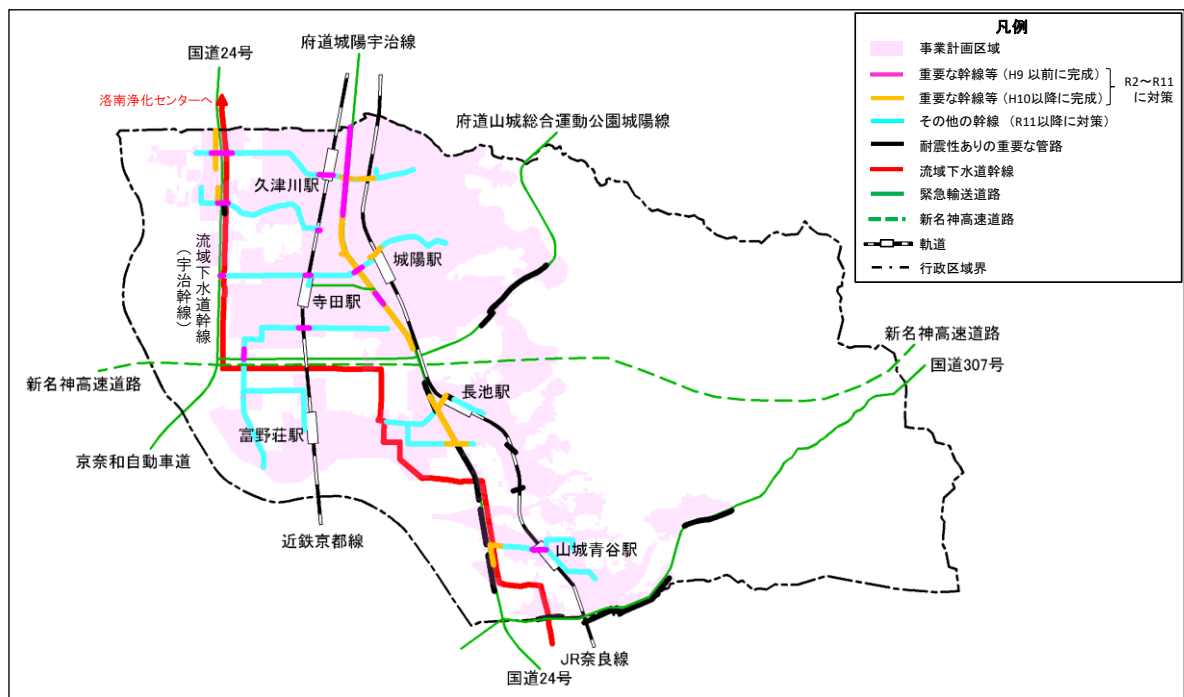 凡例
事業計画区域
重要な幹線等(H9 以前に完成)
重要な幹線等(H10以降に完成)
R2～R11
に対策
その他の幹線 (R11以降に対策)
耐震性ありの重要な管路
流域下水道幹線
緊急輸送道路
新名神高速道路
軌道
行政区域界
府道城陽宇治線
国道24号
洛南浄化センターへ
府道山城総合運動公園城陽線
久津川駅
流域下水道幹線
(宇治幹線)
城陽駅
寺田駅
新名神高速道路
国道307号
新名神高速道路
長池駅
富野荘駅
京奈和自動車道
近鉄京都線
山城青谷駅
JR奈良線
国道24号